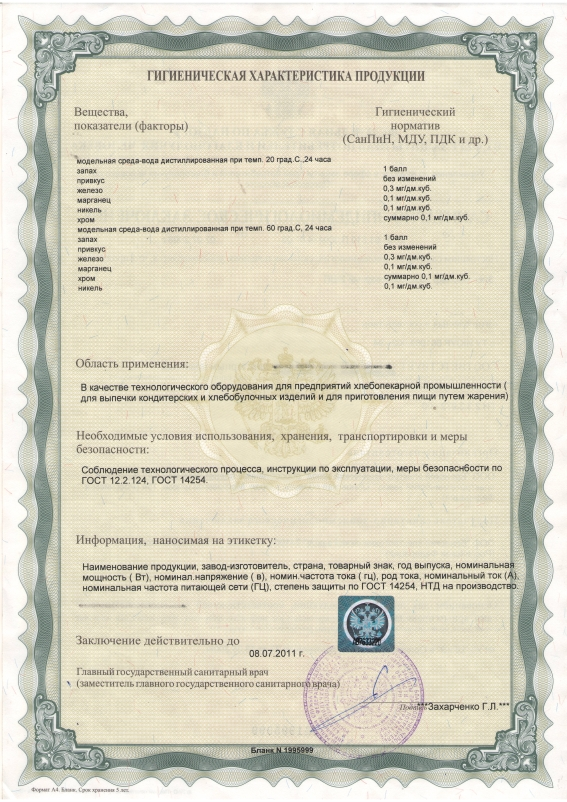 ГИГИЕНИЧЕСКАЯ ХАРАКТЕРИСТИКА ПРОДУКЦИИ
Вещества, показатели (факторы)
Гигиенический норматив (СанПиН, МДУ, ПДК и др.)
модельная среда-вода дистиллированная при темп. 20 град.С.,24 часа
запах 1 балл
привкус без изменений
железо 0,3 мг/дм.куб.
марганец 0,1 мг/дм.куб.
никель 0,1 мг/дм.куб.
хром суммарно 0,1 мг/дм.куб.
модельная среда-вода дистиллированная при темп. 60 град.С, 24 часа
запах 1 балл
привкус без изменений
железо 0,3 мг/дм.куб.
марганец 0,1 мг/дм.куб.
хром суммарно 0,1 мг/дм.куб.
никель 0,1 мг/дм.куб.
Область применения:
В качестве технологического оборудования для предприятий хлебопекарной промышленности (
для выпечки кондитерских и хлебобулочных изделий и для приготовления пищи путем жарения)
Необходимые условия использования, хранения, транспортировки и меры
безопасности:
Соблюдение технологического процесса, инструкции по эксплуатации, меры безопаснбости по
ГОСТ 12.2.124, ГОСТ 14254.
Информация, наносимая на этикетку:
Наименование продукции, завод-изготовитель, страна, товарный знак, год выпуска, номинальная
мощность ( Вт), номинал.напряжение ( в), номин.частота тока ( гц), род тока, номинальный ток (А),
номинальная частота питающей сети (ГЦ), степень защиты по ГОСТ 14254, НТД на производство.
Заключение действительно до
08.07.2011 г.
Главный государственный санитарный врач
(заместитель главного государственного санитарного врача)
***Захарченко Г.Л.***
Бланк N.1995999
Формат А4. Бланк. Срок хранения 5 лет.